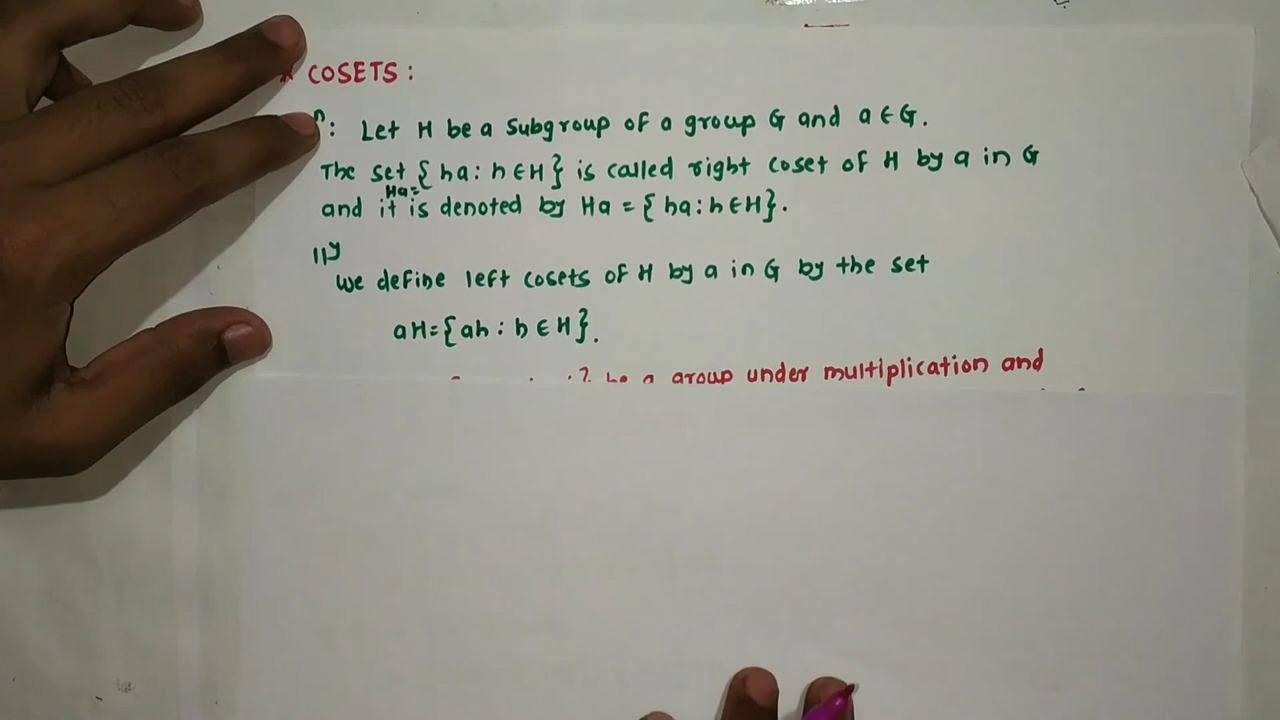 * COSETS :
n: Let H be a Subgroup of a group G and a ∈ G.
The set { ha : h ∈ H } is called right coset of H by a in G
Ha =
and it is denoted by Ha = { ha : h ∈ H }.
||ly
we define left cosets of H by a in G by the set
aH = { ah : h ∈ H }.
be a group under multiplication and